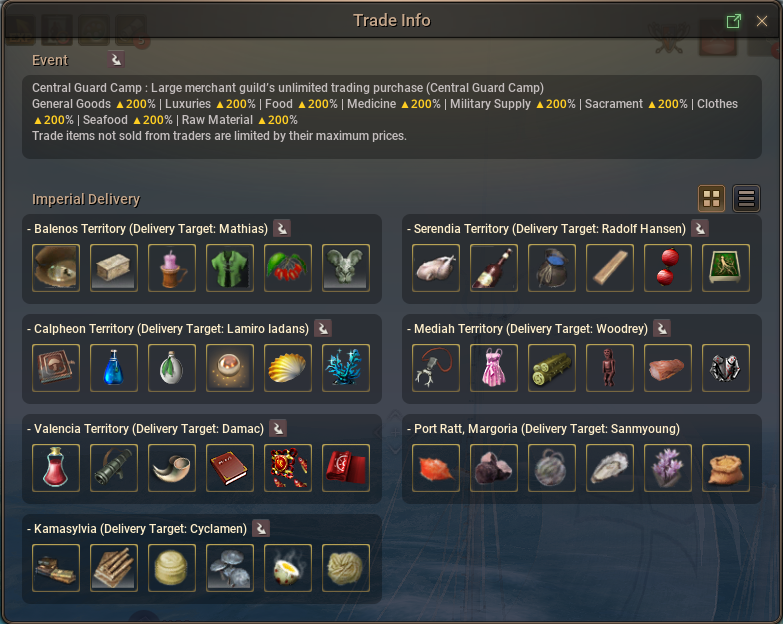 Trade Info
Event
Central Guard Camp : Large merchant guild's unlimited trading purchase (Central Guard Camp)
General Goods ▲200% | Luxuries ▲200% | Food ▲200% | Medicine ▲200% | Military Supply ▲200% | Sacrament ▲200% | Clothes
▲200% | Seafood ▲200% | Raw Material ▲200%
Trade items not sold from traders are limited by their maximum prices.
Imperial Delivery
- Balenos Territory (Delivery Target: Mathias)
- Serendia Territory (Delivery Target: Radolf Hansen)
- Calpheon Territory (Delivery Target: Lamiro Iadans)
- Mediah Territory (Delivery Target: Woodrey)
- Valencia Territory (Delivery Target: Damac)
- Port Ratt, Margoria (Delivery Target: Sanmyoung)
- Kamasylvia (Delivery Target: Cyclamen)